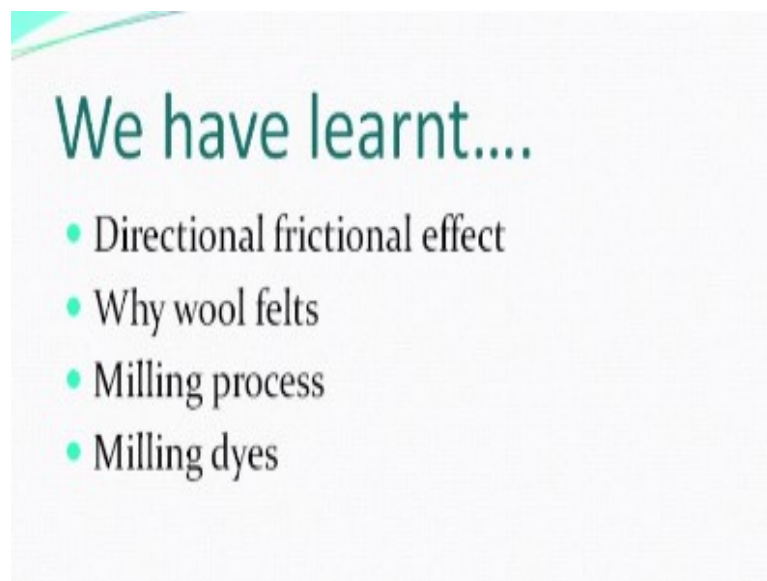 We have learnt....
• Directional frictional effect
• Why wool felts
• Milling process
• Milling dyes